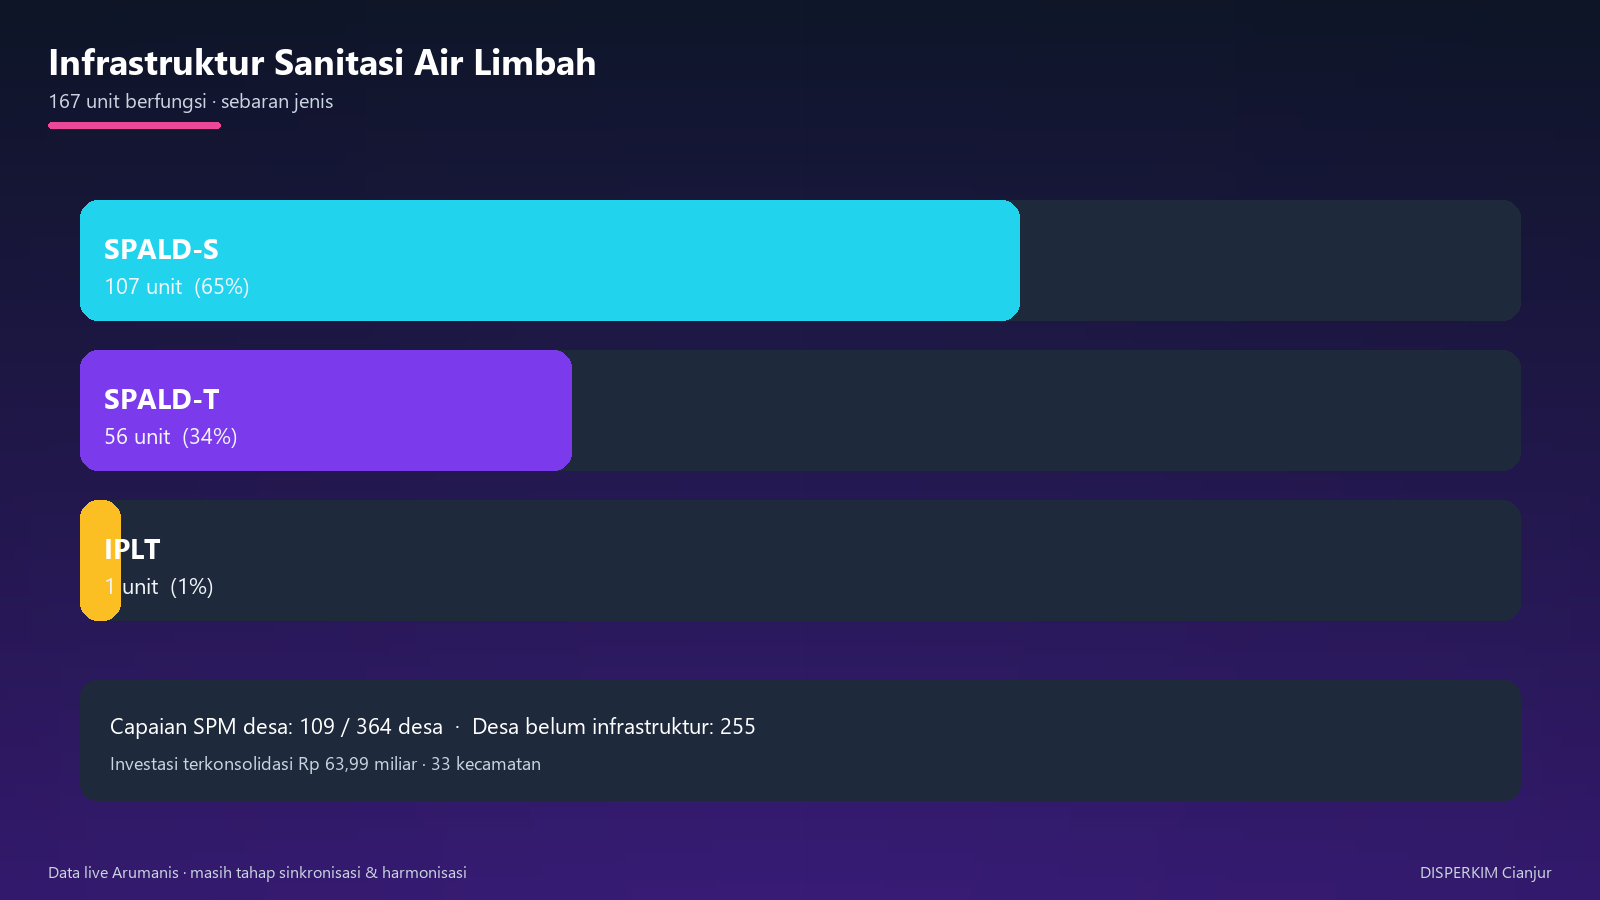 Infrastruktur Sanitasi Air Limbah
167 unit berfungsi · sebaran jenis
SPALD-S
107 unit (65%)
SPALD-T
56 unit (34%)
IPLT
1 unit (1%)
Capaian SPM desa: 109 / 364 desa · Desa belum infrastruktur: 255
Investasi terkonsolidasi Rp 63,99 miliar · 33 kecamatan
Data live Arumanis · masih tahap sinkronisasi & harmonisasi
DISPERKIM Cianjur